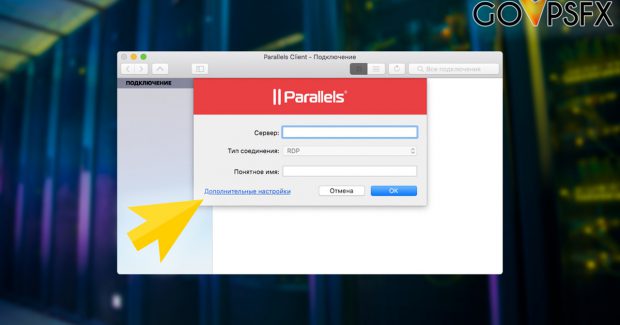 GOVPSFX
Parallels Client – Подключение
Все подключения
ПОДКЛЮЧЕНИЕ
Parallels®
Сервер:
Тип соединения: RDP
Понятное имя:
Дополнительные настройки Отмена OK